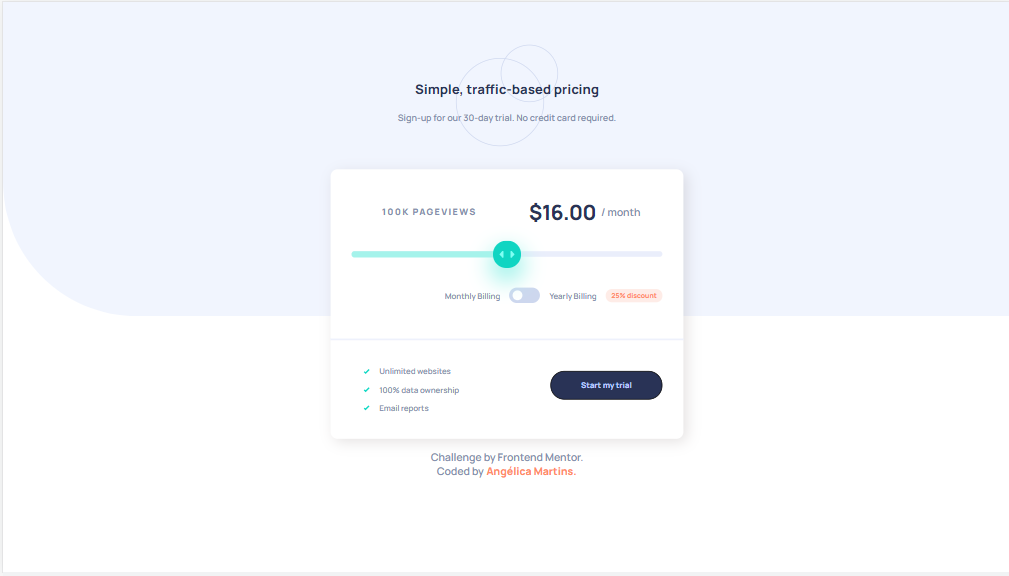 Simple, traffic-based pricing
Sign-up for our 30-day trial. No credit card required.
100K PAGEVIEWS
$16.00 / month
Monthly Billing
Yearly Billing
25% discount
Unlimited websites
100% data ownership
Email reports
Start my trial
Challenge by Frontend Mentor.
Coded by Angélica Martins.